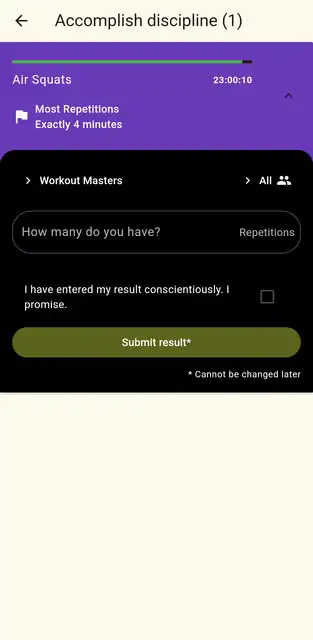 Accomplish discipline (1)
Air Squats
23:00:10
Most Repetitions
Exactly 4 minutes
Workout Masters
All
How many do you have?
Repetitions
I have entered my result conscientiously. I
promise.
Submit result*
* Cannot be changed later